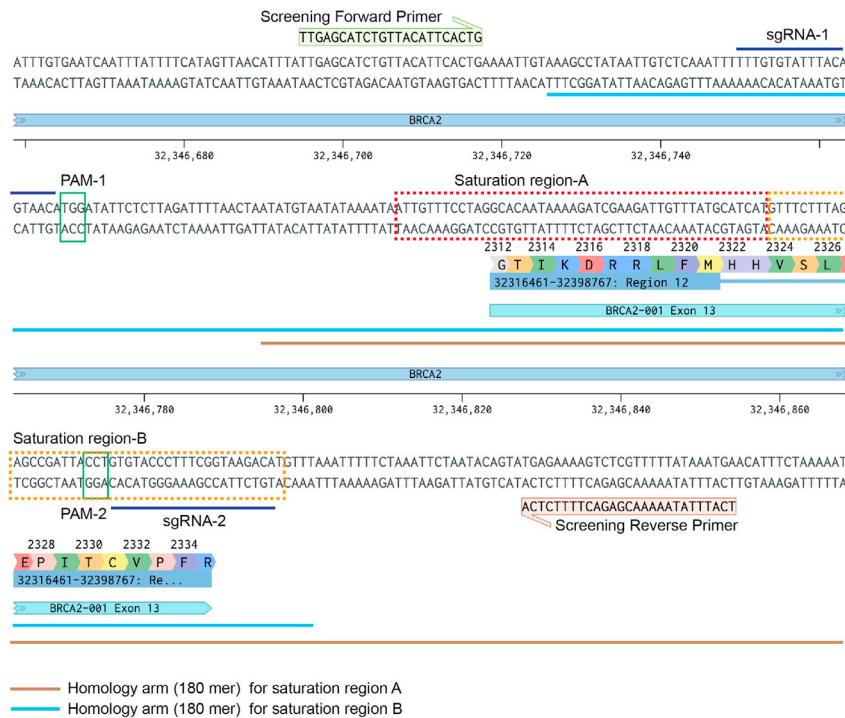 Screening Forward Primer
TTGAGCATCTGTTACATTCACTG
sgRNA-1
ATTTGTGAATCAATTTATTTTCATAGTTAACATTTATTGAGCATCTGTTACATTCACTGAAAATTGTAAAGCCTATAATTGTCTCAAATTTTTTGTGTATTTACA
TAAACACTTAGTTAAATAAAAGTATCAATTGTAAATAACTCGTAGACAATGTAAGTGACTTTTAACATTTCGGATATTAACAGAGTTTAAAAAACACATAAATGT
BRCA2
32,346,680 32,346,700 32,346,720 32,346,740
PAM-1 Saturation region-A
GTAACATGGATATTCTCTTAGATTTTAACTAATATGTAATATAAAATAATTGTTTCCTAGGCACAATAAAAGATCGAAGATTGTTTATGCATCATGTTTCTTTAG
CATTGTACCTATAAGAGAATCTAAAATTGATTATACATTATATTTTATTAACAAAGGATCCGTGTTATTTTCTAGCTTCTAACAAATACGTAGTACAAAGAAATC
2312 2314 2316 2318 2320 2322 2324 2326
G T I K D R R L F M H H V S L
32316461-32398767: Region 12
BRCA2-001 Exon 13
BRCA2
32,346,780 32,346,800 32,346,820 32,346,840 32,346,860
Saturation region-B
AGCCGATTACCTGTGTACCCTTTCGGTAAGACATGTTTAAATTTTTCTAAATTCTAATACAGTATGAGAAAAGTCTCGTTTTTATAAATGAACATTTCTAAAAAT
TCGGCTAATGGACACATGGGAAAGCCATTCTGTACAAATTTAAAAAGATTTAAGATTATGTCATACTCTTTTCAGAGCAAAAATATTTACTTGTAAAGATTTTTA
PAM-2 sgRNA-2
ACTCTTTTCAGAGCAAAAATATTTACT
Screening Reverse Primer
2328 2330 2332 2334
E P I T C V P F R
32316461-32398767: Re...
BRCA2-001 Exon 13
Homology arm (180 mer) for saturation region A
Homology arm (180 mer) for saturation region B